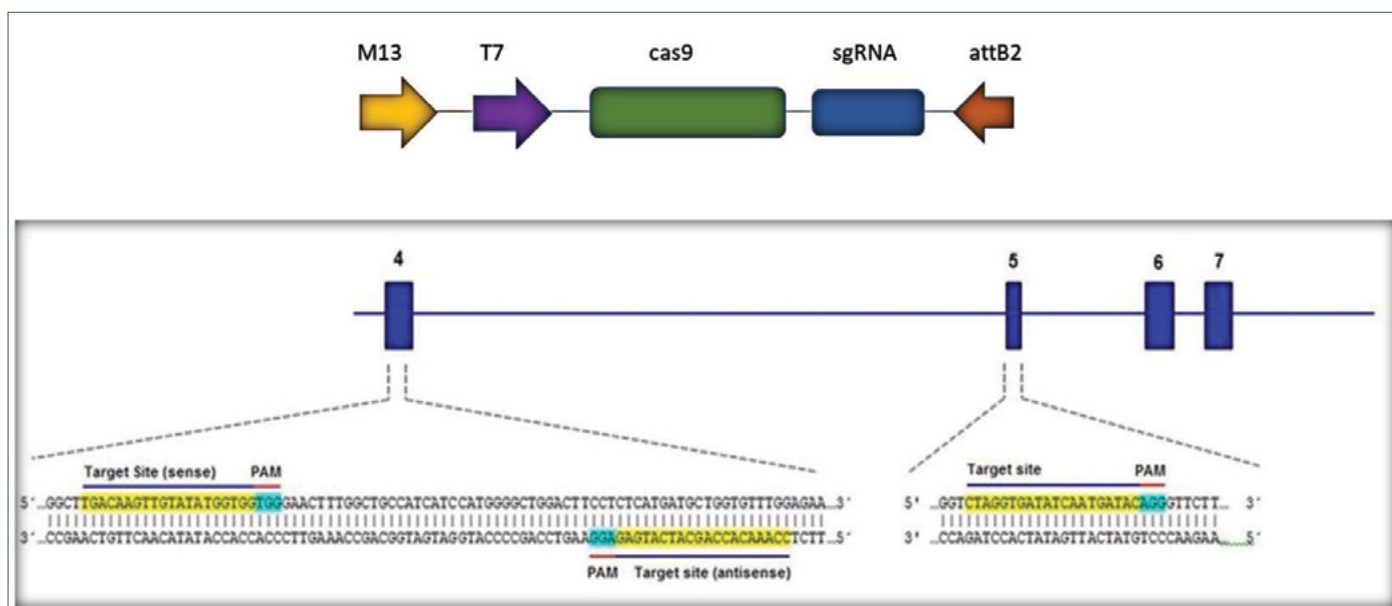 M13 T7 cas9 sgRNA attB2
4 5 6 7
Target Site (sense) PAM
5´ …GGCTTGACAAGTTGTATATGGTGGTGGGAACTTTGGCTGCCATCATCCATGGGGCTGGACTTCCTCTCATGATGCTGGTGTTTGGAGAA…3´
3´…CCGAACTGTTCAACATATACCACCACCCTTGAAACCGACGGTAGTAGGTACCCCGACCTGAAGGAGAGTACTACGACCACAAACCTCTT…5´
PAM Target site (antisense)
Target site PAM
5' …GGTCTAGGTGATATCAATGATACAGGGTTCTT… 3´
3' …CCAGATCCACTATAGTTACTATGTCCCAAGAA… 5´